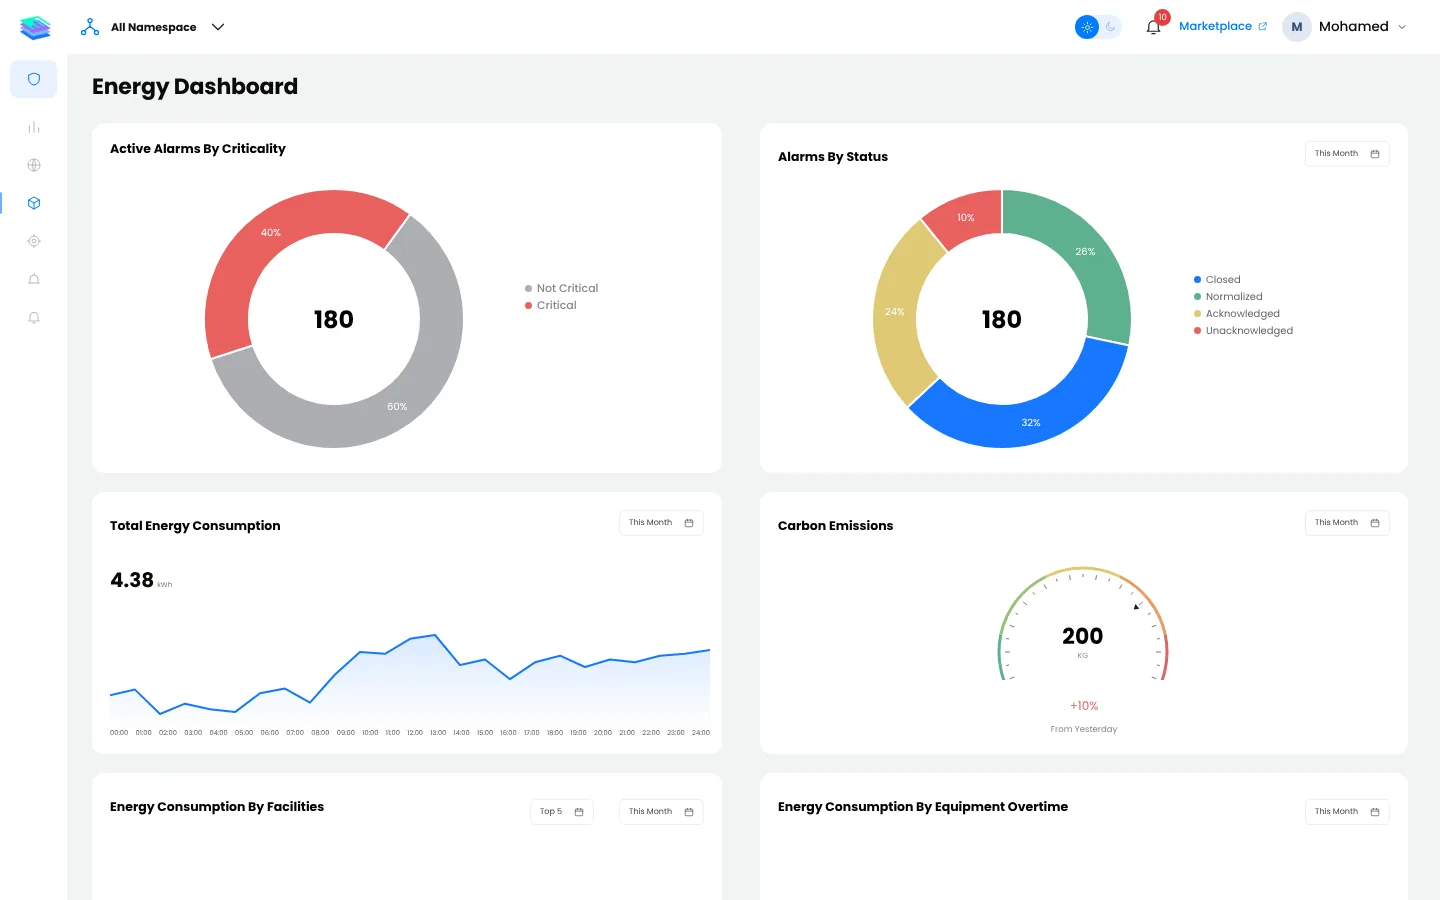 All Namespace
10
Marketplace
M
Mohamed
Energy Dashboard
Active Alarms By Criticality
40%
180
60%
Not Critical
Critical
Alarms By Status
This Month
10%
26%
24%
180
32%
Closed
Normalized
Acknowledged
Unacknowledged
Total Energy Consumption
This Month
4.38 kWh
00:00 01:00 02:00 03:00 04:00 05:00 06:00 07:00 08:00 09:00 10:00 11:00 12:00 13:00 14:00 15:00 16:00 17:00 18:00 19:00 20:00 21:00 22:00 23:00 24:00
Carbon Emissions
This Month
200
KG
+10%
From Yesterday
Energy Consumption By Facilities
Top 5
This Month
Energy Consumption By Equipment Overtime
This Month